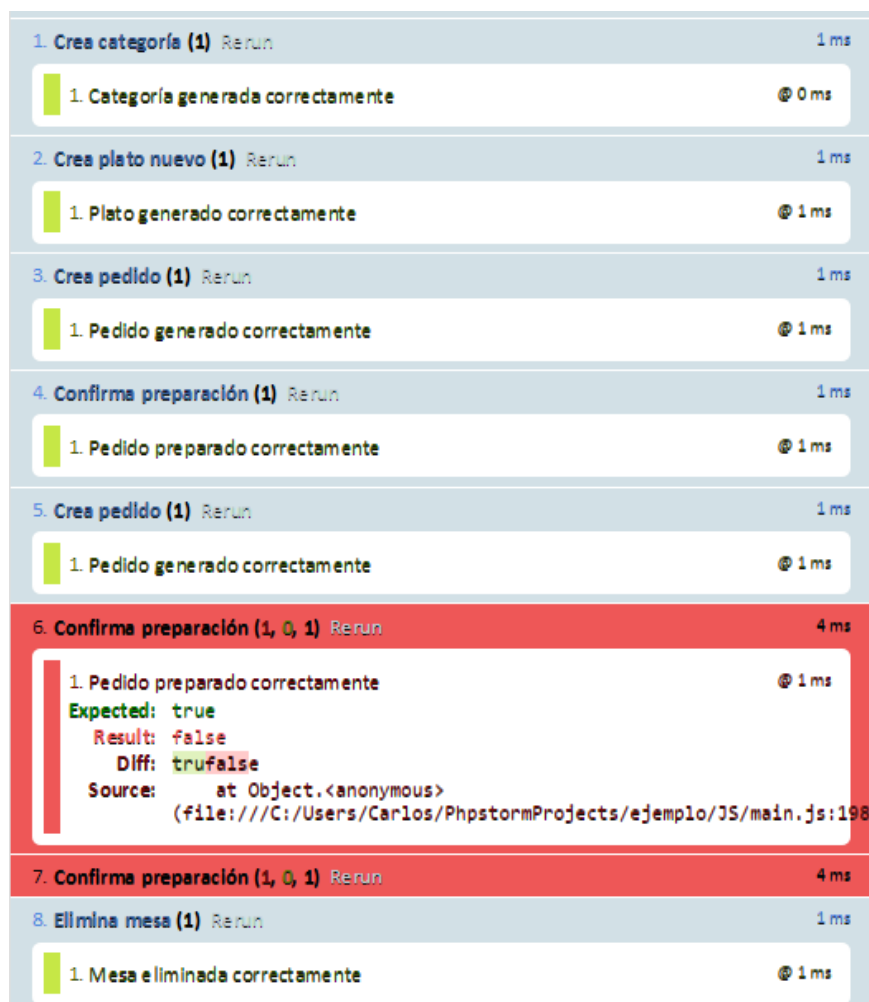 1. Crea categoría (1) Rerun 1 ms
1. Categoría generada correctamente @ 0 ms
2. Crea plato nuevo (1) Rerun 1 ms
1. Plato generado correctamente @ 1 ms
3. Crea pedido (1) Rerun 1 ms
1. Pedido generado correctamente @ 1 ms
4. Confirma preparación (1) Rerun 1 ms
1. Pedido preparado correctamente @ 1 ms
5. Crea pedido (1) Rerun 1 ms
1. Pedido generado correctamente @ 1 ms
6. Confirma preparación (1, 0, 1) Rerun 4 ms
1. Pedido preparado correctamente @ 1 ms
Expected: true
Result: false
Diff: trufalse
Source: at Object.<anonymous>
(file:///C:/Users/Carlos/PhpstormProjects/ejemplo/JS/main.js:198
7. Confirma preparación (1, 0, 1) Rerun 4 ms
8. Elimina mesa (1) Rerun 1 ms
1. Mesa eliminada correctamente @ 1 ms